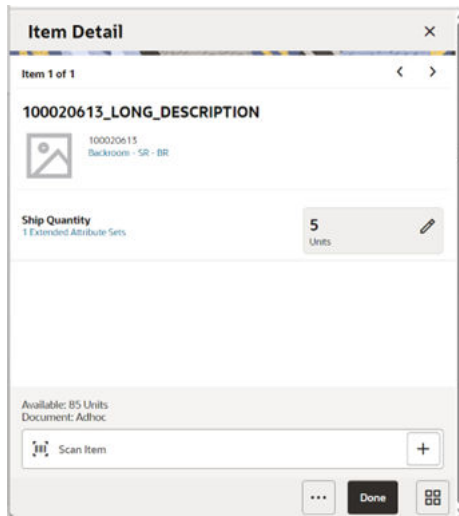 Item Detail
Item 1 of 1
100020613_LONG_DESCRIPTION
100020613
Backroom - SR - BR
Ship Quantity
1 Extended Attribute Sets
5
Units
Available: 85 Units
Document: Adhoc
Scan Item
Done